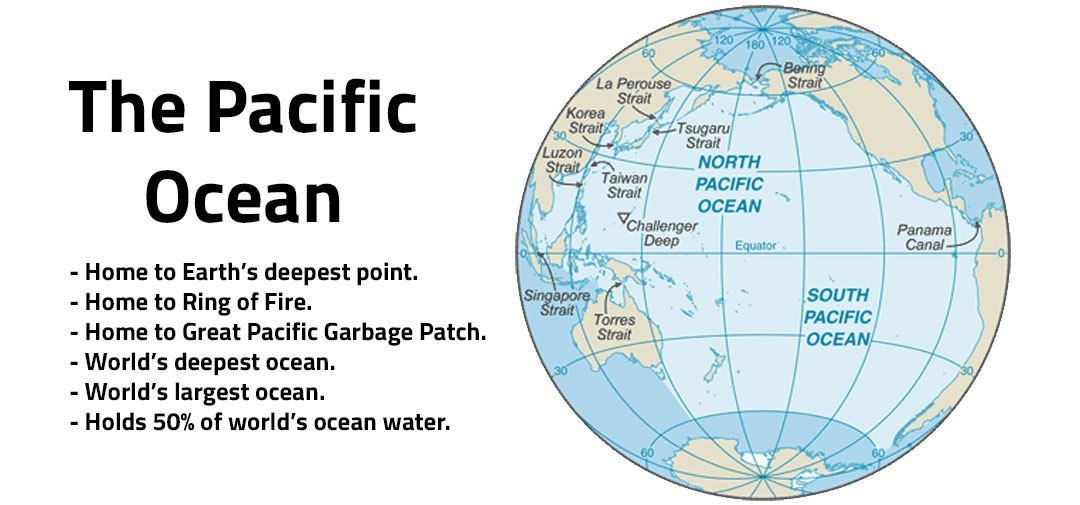 The Pacific
Ocean
- Home to Earth’s deepest point.
- Home to Ring of Fire.
- Home to Great Pacific Garbage Patch.
- World’s deepest ocean.
- World’s largest ocean.
- Holds 50% of world’s ocean water.
120 180 120
60
60
Bering
Strait
La Perouse
Strait
Korea
Strait
30
Tsugaru
Strait
30
Luzon
Strait
Taiwan
Strait
NORTH
PACIFIC
OCEAN
Challenger
Deep
Panama
Canal
0
Equator
0
Singapore
Strait
Torres
Strait
SOUTH
PACIFIC
OCEAN
30
30
60
60